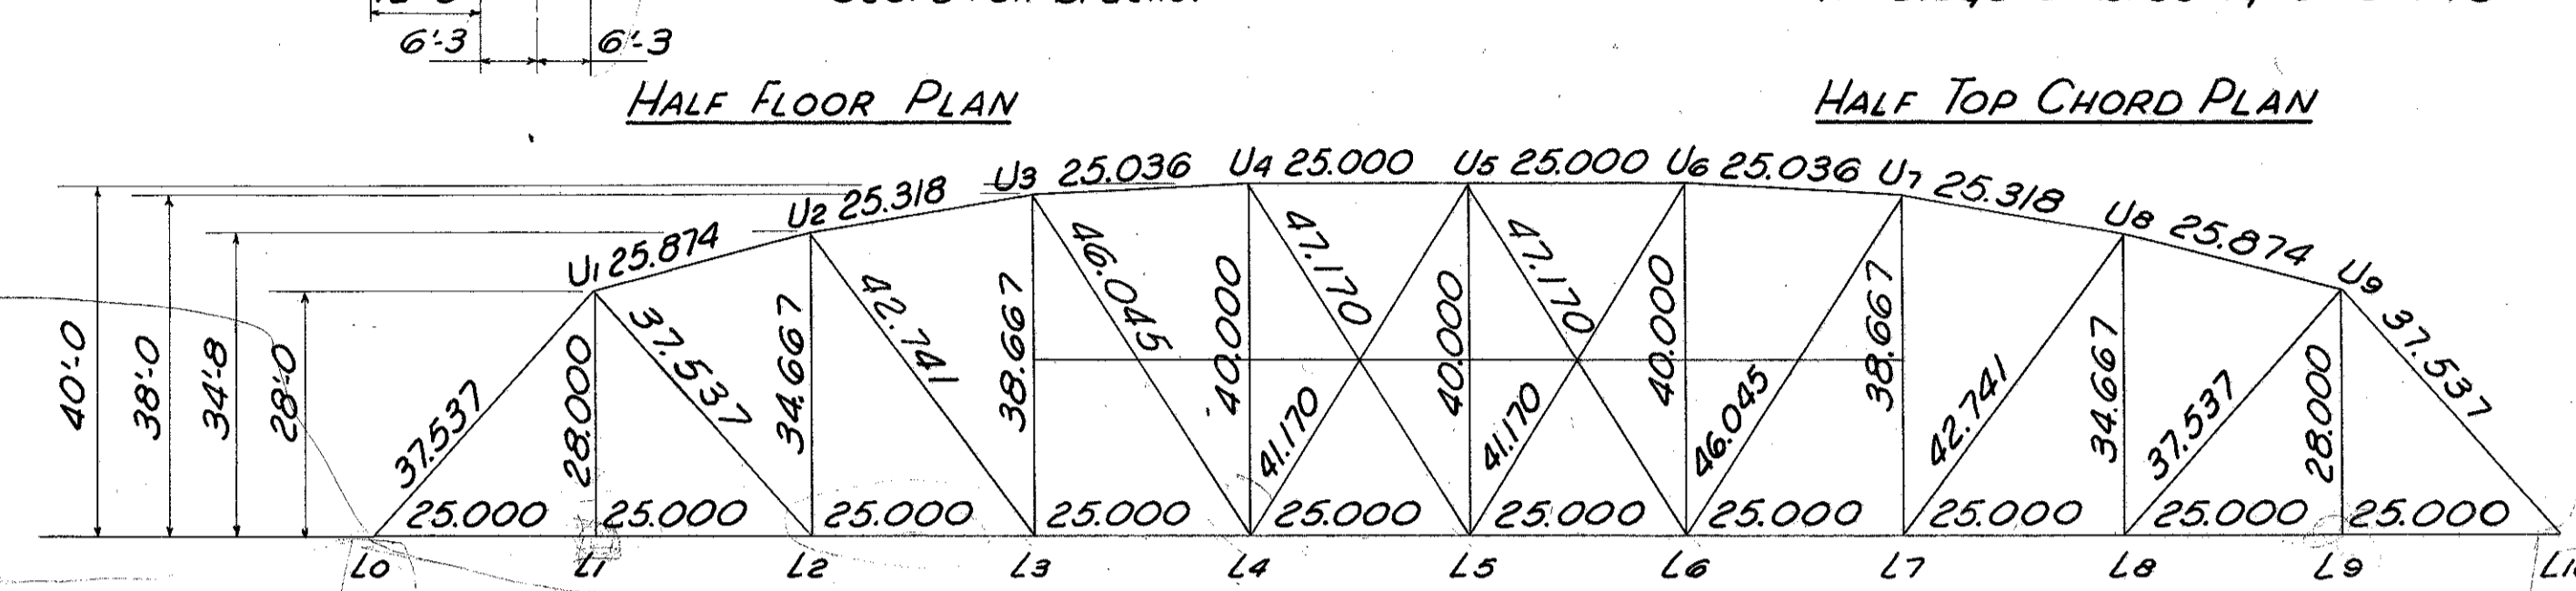 6'-3 6'-3
HALF FLOOR PLAN
HALF TOP CHORD PLAN
U1 25.874 U2 25.318 U3 25.036 U4 25.000 U5 25.000 U6 25.036 U7 25.318 U8 25.874 U9
40'-0 38'-0 34'-8 28'-0
37.537 28.000 37.537 34.667 42.741 38.667 46.045 40.000 41.170 47.170 40.000 41.170 47.170 40.000 46.045 38.667 42.741 34.667 37.537 28.000 37.537
25.000 25.000 25.000 25.000 25.000 25.000 25.000 25.000 25.000 25.000
L0 L1 L2 L3 L4 L5 L6 L7 L8 L9